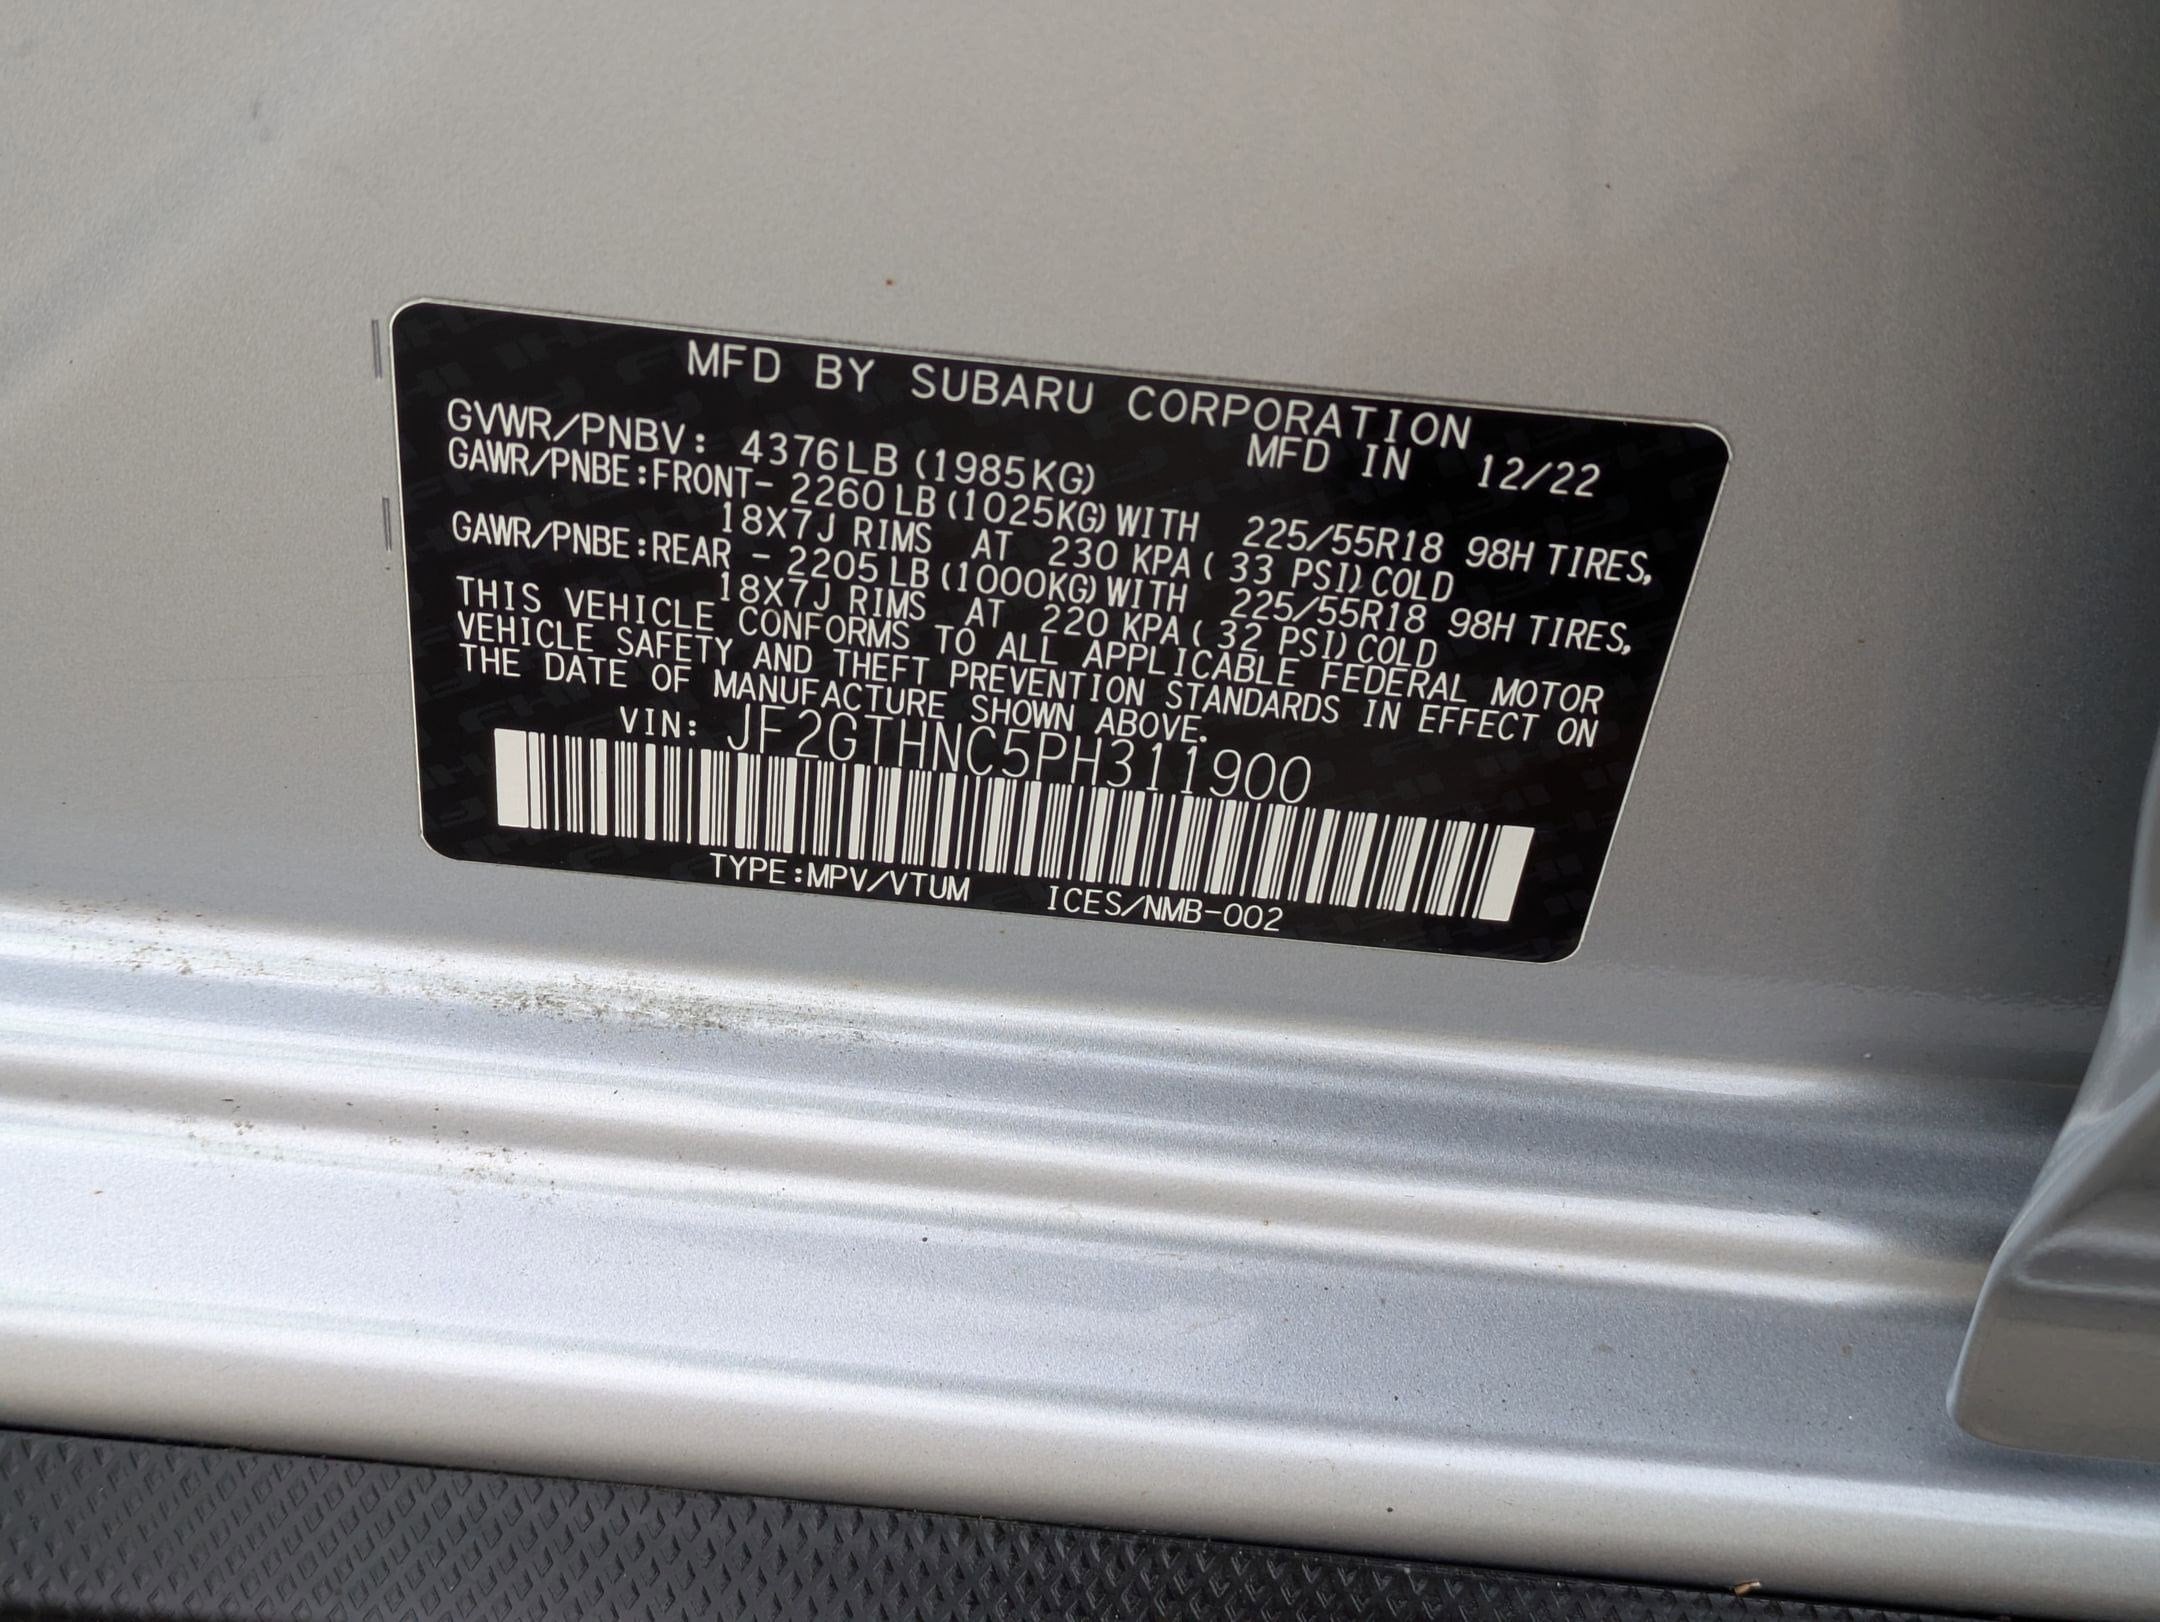 MFD BY SUBARU CORPORATION
GVWR/PNBV: 4376LB (1985KG) MFD IN 12/22
GAWR/PNBE:FRONT- 2260LB (1025KG) WITH 225/55R18 98H TIRES,
18X7J RIMS AT 230 KPA ( 33 PSI) COLD
GAWR/PNBE:REAR - 2205LB (1000KG) WITH 225/55R18 98H TIRES,
18X7J RIMS AT 220 KPA ( 32 PSI) COLD
THIS VEHICLE CONFORMS TO ALL APPLICABLE FEDERAL MOTOR
VEHICLE SAFETY AND THEFT PREVENTION STANDARDS IN EFFECT ON
THE DATE OF MANUFACTURE SHOWN ABOVE.
VIN: JF2GTHNC5PH311900
TYPE:MPV/VTUM ICES/NMB-002